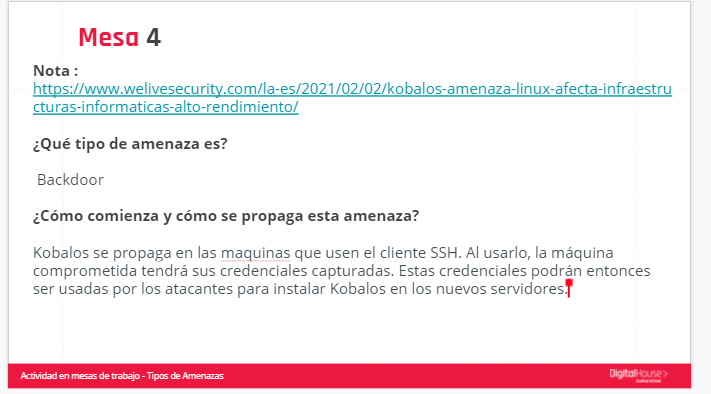 Mesa 4
Nota :
https://www.welivesecurity.com/la-es/2021/02/02/kobalos-amenaza-linux-afecta-infraestru
cturas-informaticas-alto-rendimiento/
¿Qué tipo de amenaza es?
Backdoor
¿Cómo comienza y cómo se propaga esta amenaza?
Kobalos se propaga en las maquinas que usen el cliente SSH. Al usarlo, la máquina
comprometida tendrá sus credenciales capturadas. Estas credenciales podrán entonces
ser usadas por los atacantes para instalar Kobalos en los nuevos servidores.
Actividad en mesas de trabajo - Tipos de Amenazas
DigitalHouse>